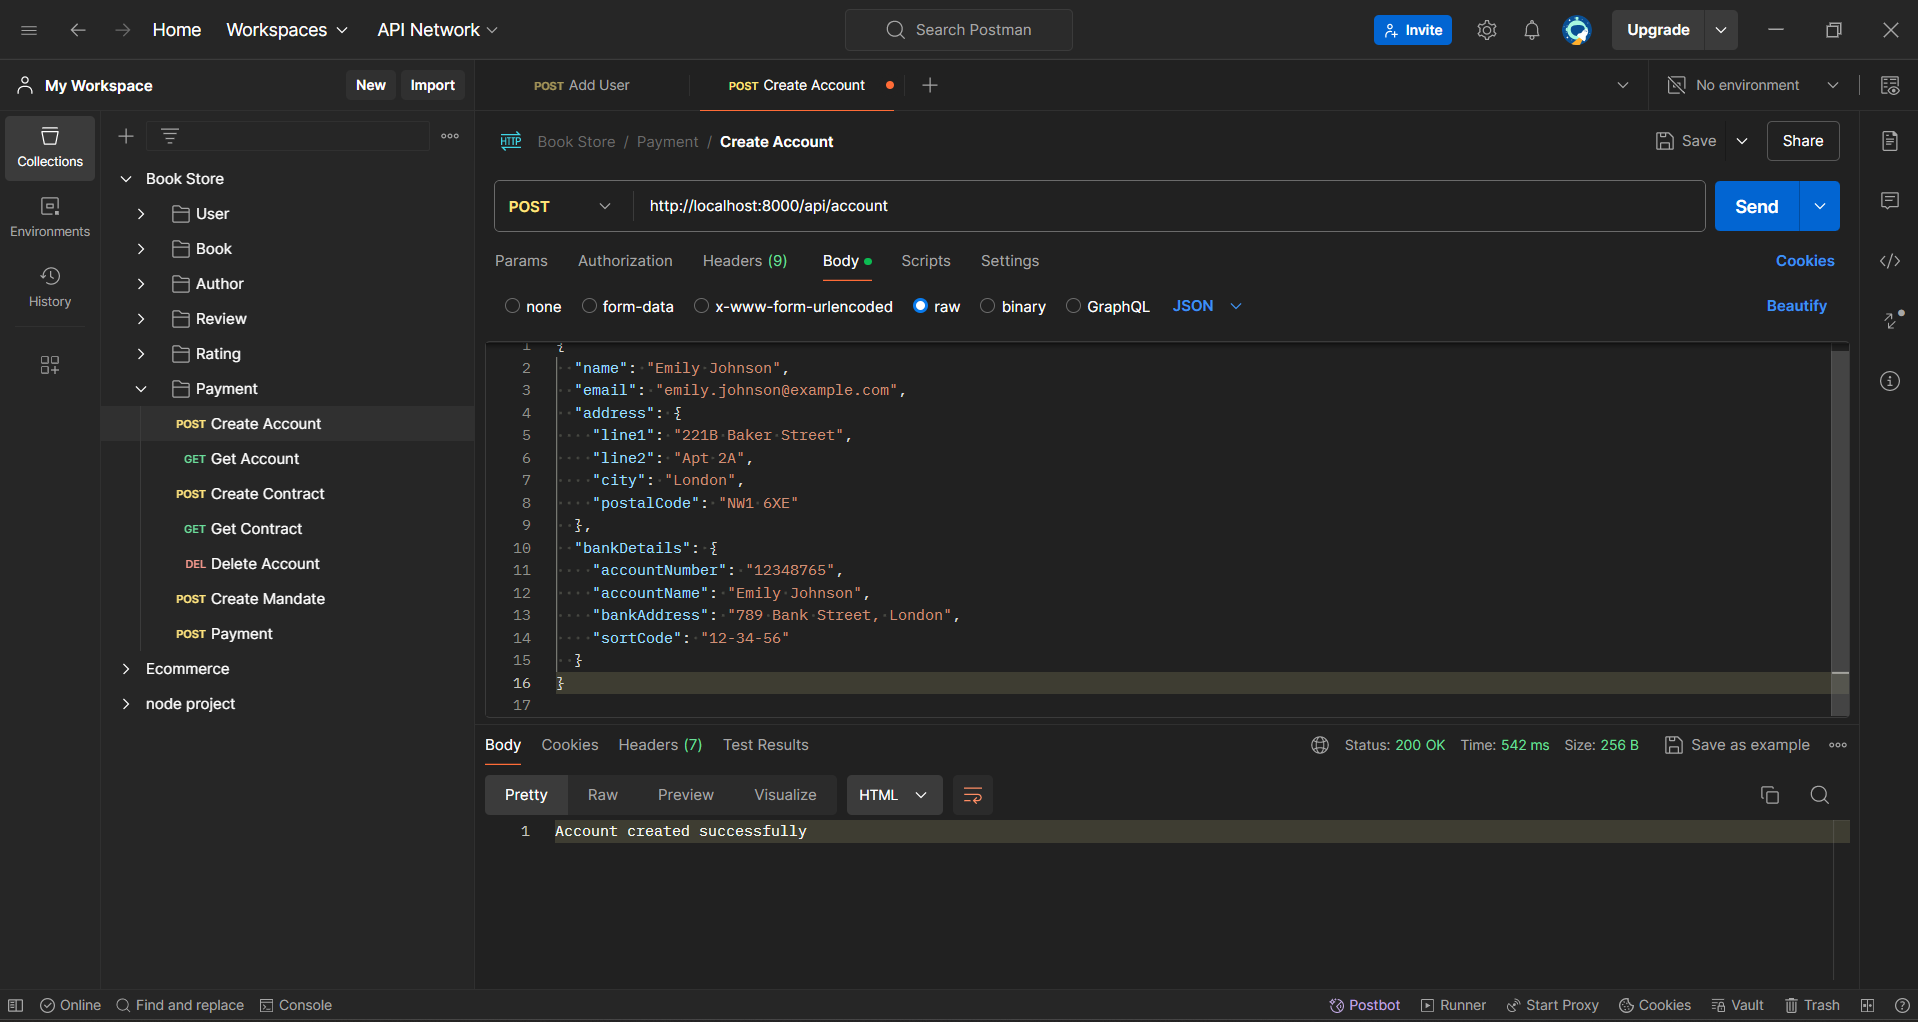 Home Workspaces API Network Search Postman Invite Upgrade
My Workspace New Import POST Add User POST Create Account No environment
Collections
Environments
History
Book Store
User
Book
Author
Review
Rating
Payment
POST Create Account
GET Get Account
POST Create Contract
GET Get Contract
DEL Delete Account
POST Create Mandate
POST Payment
Ecommerce
node project
HTTP Book Store / Payment / Create Account Save Share
POST http://localhost:8000/api/account Send
Params Authorization Headers (9) Body Scripts Settings Cookies
none form-data x-www-form-urlencoded raw binary GraphQL JSON Beautify
1 {
2 "name": "Emily Johnson",
3 "email": "emily.johnson@example.com",
4 "address": {
5 "line1": "221B Baker Street",
6 "line2": "Apt 2A",
7 "city": "London",
8 "postalCode": "NW1 6XE"
9 },
10 "bankDetails": {
11 "accountNumber": "12348765",
12 "accountName": "Emily Johnson",
13 "bankAddress": "789 Bank Street, London",
14 "sortCode": "12-34-56"
15 }
16 }
17
Body Cookies Headers (7) Test Results Status: 200 OK Time: 542 ms Size: 256 B Save as example
Pretty Raw Preview Visualize HTML
1 Account created successfully
Online Find and replace Console Postbot Runner Start Proxy Cookies Vault Trash